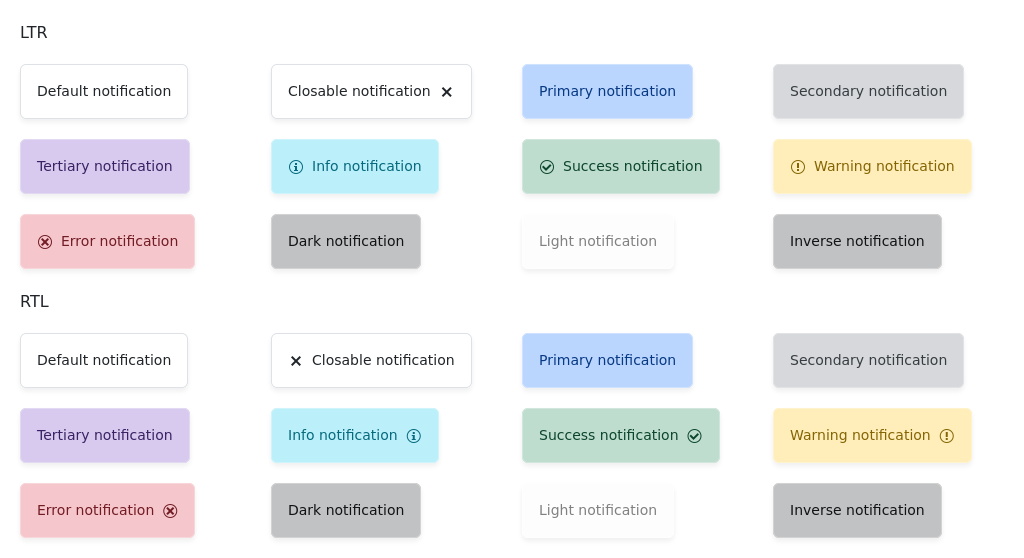 LTR
Default notification
Closable notification
Primary notification
Secondary notification
Tertiary notification
Info notification
Success notification
Warning notification
Error notification
Dark notification
Light notification
Inverse notification
RTL
Default notification
Closable notification
Primary notification
Secondary notification
Tertiary notification
Info notification
Success notification
Warning notification
Error notification
Dark notification
Light notification
Inverse notification